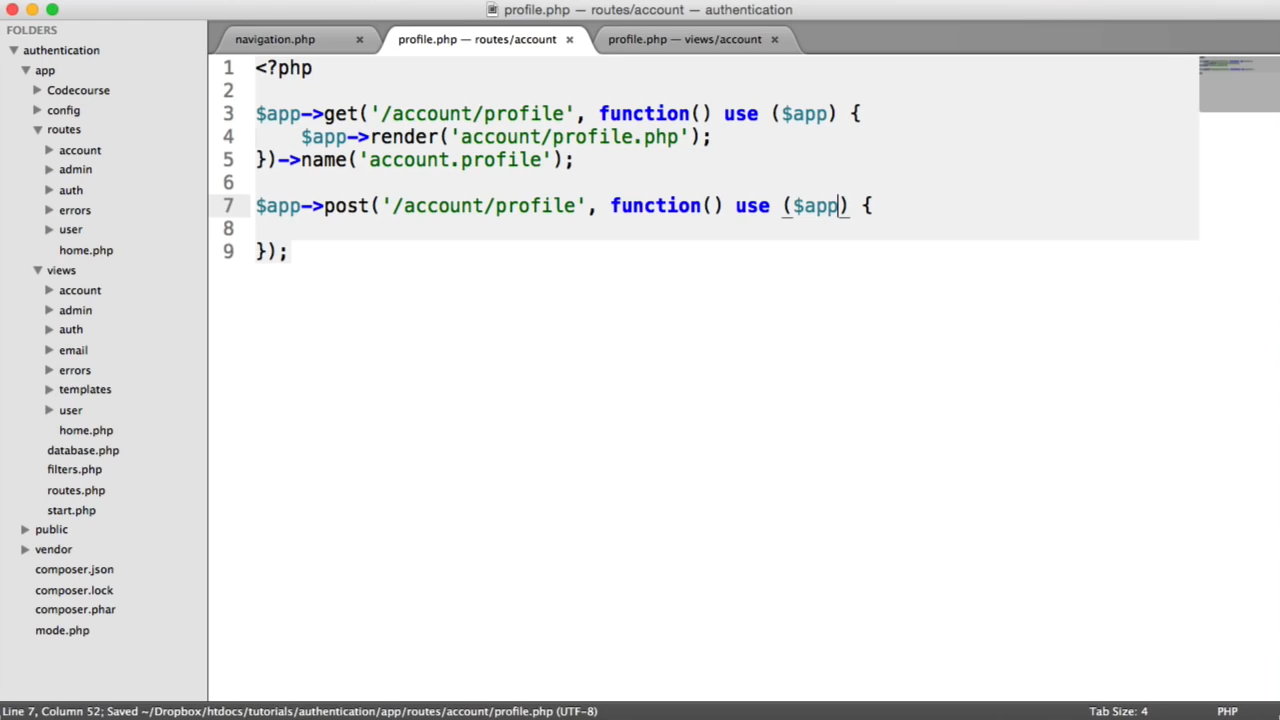 profile.php — routes/account — authentication
FOLDERS
authentication
app
Codecourse
config
routes
account
admin
auth
errors
user
home.php
views
account
admin
auth
email
errors
templates
user
home.php
database.php
filters.php
routes.php
start.php
public
vendor
composer.json
composer.lock
composer.phar
mode.php
navigation.php ×
profile.php — routes/account ×
profile.php — views/account ×
1 <?php
2
3 $app->get('/account/profile', function() use ($app) {
4 $app->render('account/profile.php');
5 })->name('account.profile');
6
7 $app->post('/account/profile', function() use ($app) {
8
9 });
Line 7, Column 52; Saved ~/Dropbox/htdocs/tutorials/authentication/app/routes/account/profile.php (UTF-8)
Tab Size: 4
PHP